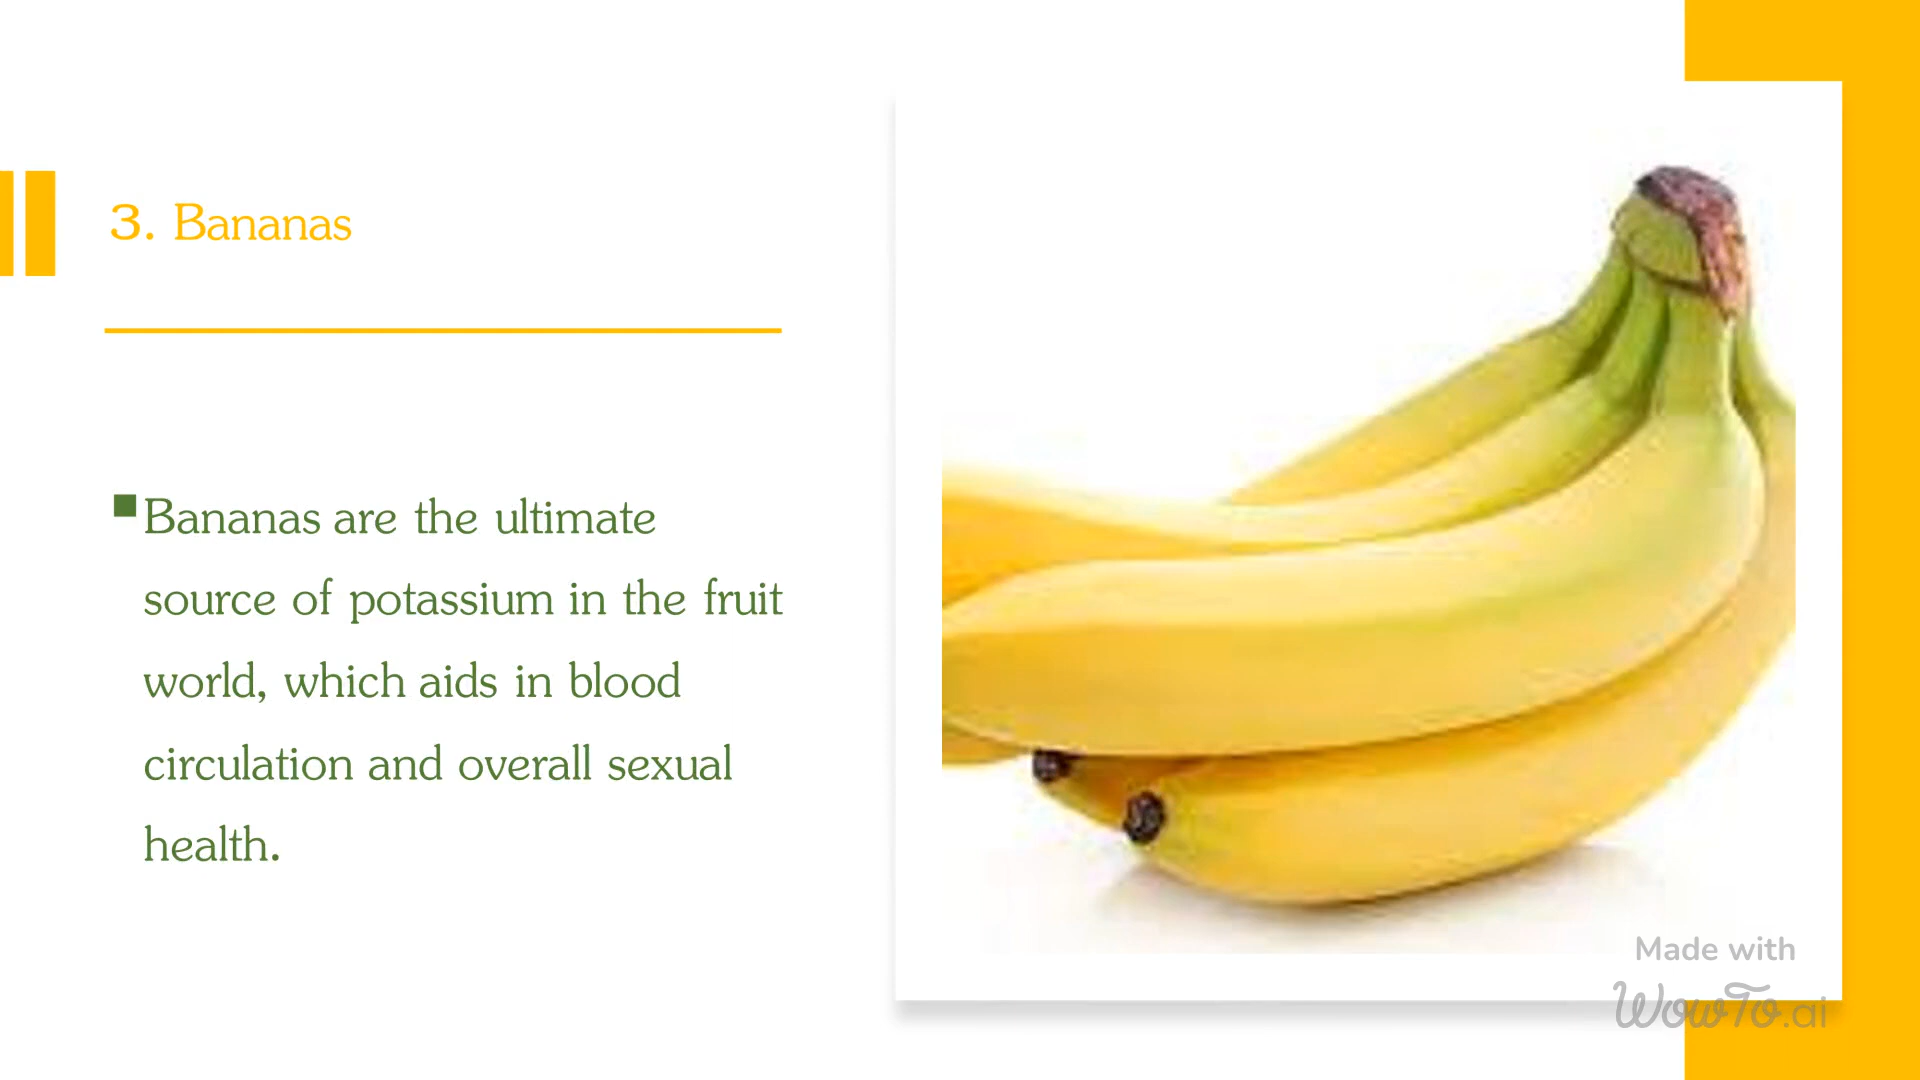 3. Bananas
Bananas are the ultimate
source of potassium in the fruit
world, which aids in blood
circulation and overall sexual
health.
Made with
WowTo.ai